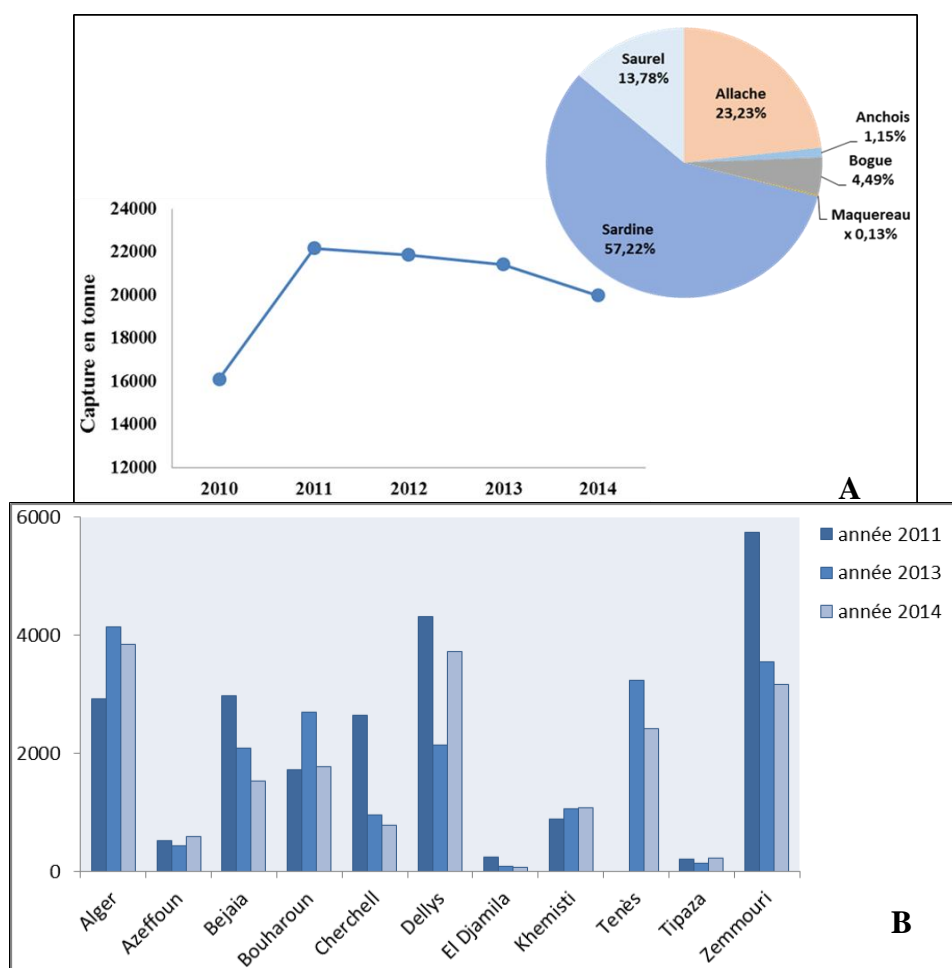 Saurel
13,78%
Allache
23,23%
Anchois
1,15%
Bogue
4,49%
Maquereau
x 0,13%
Sardine
57,22%
Capture en tonne
24000
22000
20000
18000
16000
14000
12000
2010 2011 2012 2013 2014
A
6000
4000
2000
0
année 2011
année 2013
année 2014
Alger
Azeffoun
Bejaia
Bouharoun
Cherchell
Dellys
El Djamila
Khemisti
Tenès
Tipaza
Zemmouri
B